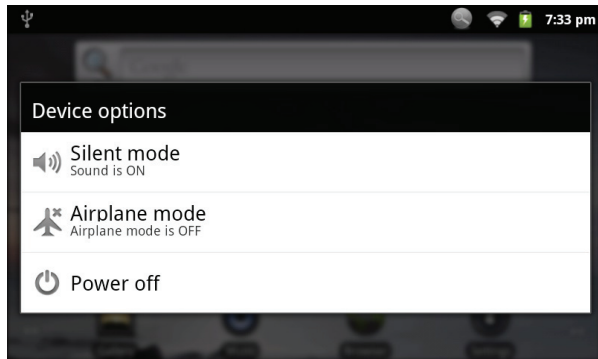 7:33 pm
Device options
Silent mode
Sound is ON
Airplane mode
Airplane mode is OFF
Power off